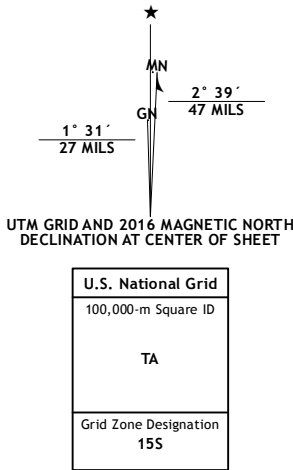 ★
MN
GN
2° 39´
47 MILS
1° 31´
27 MILS
UTM GRID AND 2016 MAGNETIC NORTH
DECLINATION AT CENTER OF SHEET
U.S. National Grid
100,000-m Square ID
TA
Grid Zone Designation
15S